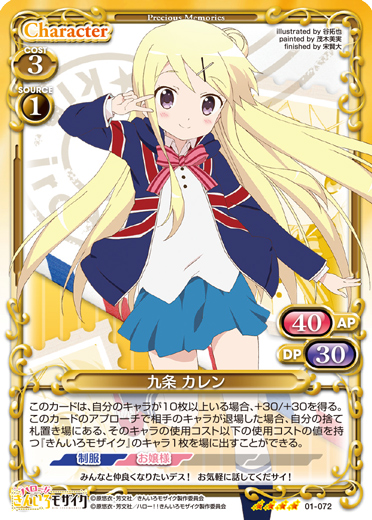 Precious Memories
Character
illustrated by 谷拓也
painted by 茂木美実
finished by 宋賢大
COST
3
SOURCE
1
40 AP
DP 30
九条 カレン
このカードは、自分のキャラが10枚以上いる場合、+30/+30を得る。
このカードのアプローチで相手のキャラが退場した場合、自分の捨て
札置き場にある、そのキャラの使用コスト以下の使用コストの値を持
つ『きんいろモザイク』のキャラ1枚を場に出すことができる。
制服 お嬢様
みんなと仲良くなりたいデス! お気軽に話してくだサイ!
ハロー!!
きんいろモザイク
©原悠衣・芳文社/きんいろモザイク製作委員会
©原悠衣・芳文社/ハロー!!きんいろモザイク製作委員会
01-072